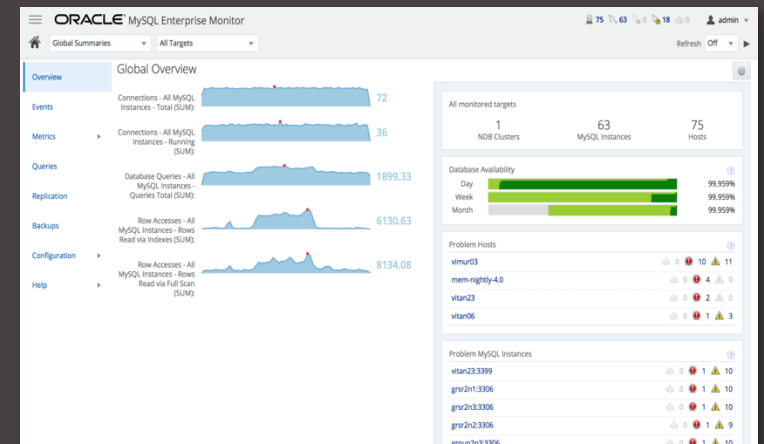 ORACLE MySQL Enterprise Monitor
75 63 0 18 0 admin
Global Summaries All Targets Refresh Off
Overview
Events
Metrics
Queries
Replication
Backups
Configuration
Help
Global Overview
Connections - All MySQL
Instances - Total (SUM):
72
Connections - All MySQL
Instances - Running
(SUM):
36
Database Queries - All
MySQL Instances -
Queries Total (SUM):
1899.33
Row Accesses - All
MySQL Instances - Rows
Read via Indexes (SUM):
6130.63
Row Accesses - All
MySQL Instances - Rows
Read via Full Scan
(SUM):
8134.08
All monitored targets
1 63 75
NDB Clusters MySQL Instances Hosts
Database Availability
Day 99.959%
Week 99.959%
Month 99.959%
Problem Hosts
vimur03 0 10 11
mem-nightly-4.0 0 4 0
vitan23 0 2 0
vitan06 0 1 3
Problem MySQL Instances
vitan23:3399 0 1 10
grsr2n1:3306 0 1 10
grsr2n3:3306 0 1 10
grsr2n2:3306 0 1 9
group2n3:3306 0 1 10